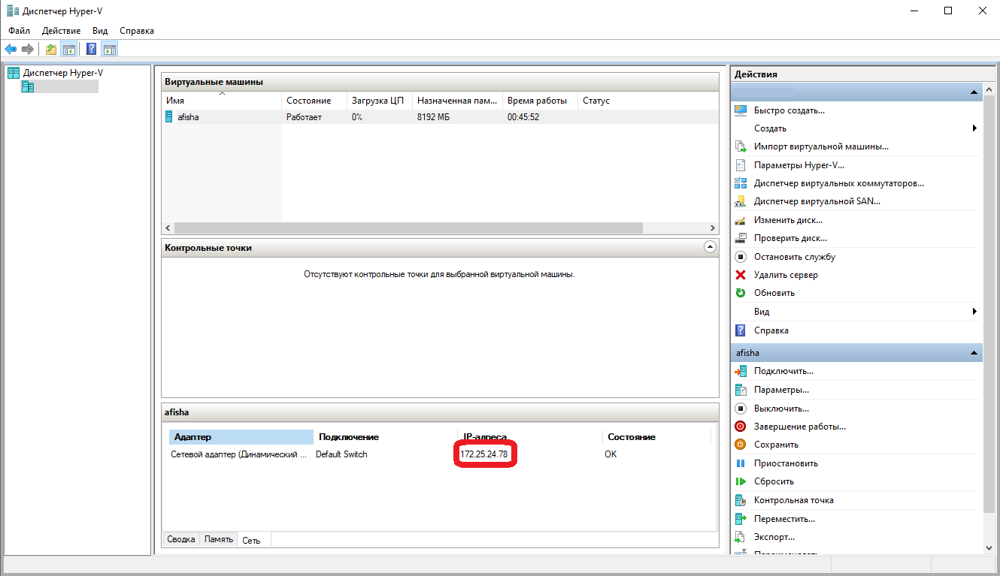 Диспетчер Hyper-V
Файл Действие Вид Справка
Диспетчер Hyper-V
Виртуальные машины
Имя Состояние Загрузка ЦП Назначенная пам... Время работы Статус
afisha Работает 0% 8192 МБ 00:45:52
Контрольные точки
Отсутствуют контрольные точки для выбранной виртуальной машины.
afisha
Адаптер Подключение IP-адреса Состояние
Сетевой адаптер (Динамический ... Default Switch 172.25.24.78 OK
Сводка Память Сеть
Действия
Быстро создать...
Создать
Импорт виртуальной машины...
Параметры Hyper-V...
Диспетчер виртуальных коммутаторов...
Диспетчер виртуальной SAN...
Изменить диск...
Проверить диск...
Остановить службу
Удалить сервер
Обновить
Вид
Справка
afisha
Подключить...
Параметры...
Выключить...
Завершение работы...
Сохранить
Приостановить
Сбросить
Контрольная точка
Переместить...
Экспорт...